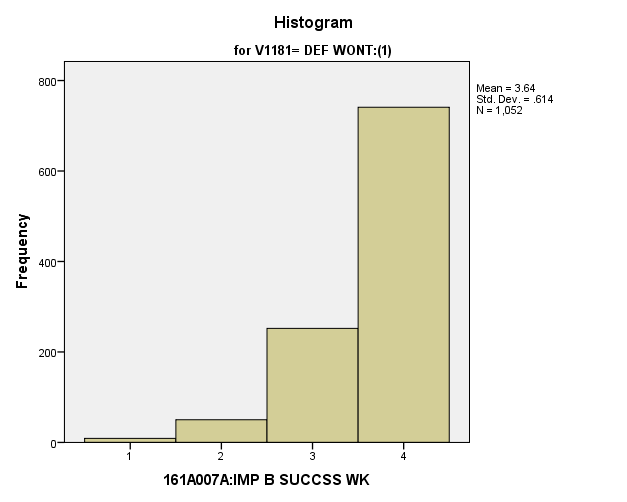 Histogram
for V1181= DEF WONT:(1)
800
600
400
200
0
Frequency
1 2 3 4
161A007A:IMP B SUCCSS WK
Mean = 3.64
Std. Dev. = .614
N = 1,052